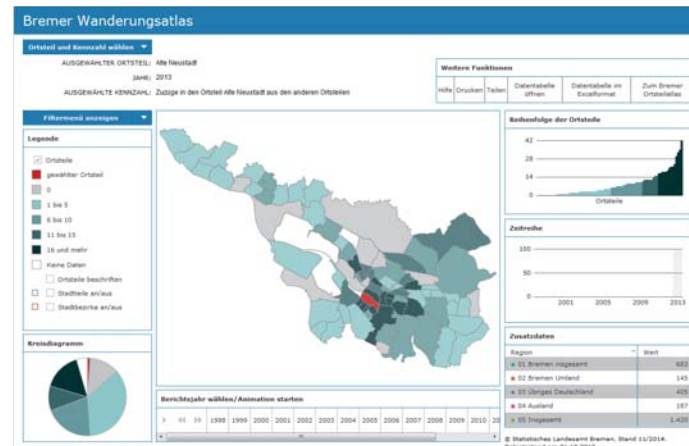 Bremer Wanderungsatlas
Ortsteil und Kennzahl wählen
AUSGEWÄHLTER ORTSTEIL: Alte Neustadt
JAHR: 2013
AUSGEWÄHLTE KENNZAHL: Zuzüge in den Ortsteil Alte Neustadt aus den anderen Ortsteilen
Weitere Funktionen
Hilfe Drucken Teilen Datentabelle öffnen Datentabelle im Excelformat Zum Bremer Ortsteilatlas
Filtermenü anzeigen
Legende
Ortsteile
gewählter Ortsteil
0
1 bis 5
6 bis 10
11 bis 15
16 und mehr
Keine Daten
Ortsteile beschriften
Stadtteile an/aus
Stadtbezirke an/aus
Kreisdiagramm
Berichtsjahr wählen/Animation starten
1998 1999 2000 2001 2002 2003 2004 2005 2006 2007 2008 2009 2010 20
Reihenfolge der Ortsteile
42
28
14
0
Ortsteile
Zeitreihe
100
50
0
2001 2005 2009 2013
Zusatzdaten
Region Wert
01 Bremen insgesamt 683
02 Bremen Umland 145
03 Übriges Deutschland 405
04 Ausland 187
05 Insgesamt 1.420
© Statistisches Landesamt Bremen, Stand 11/2014.